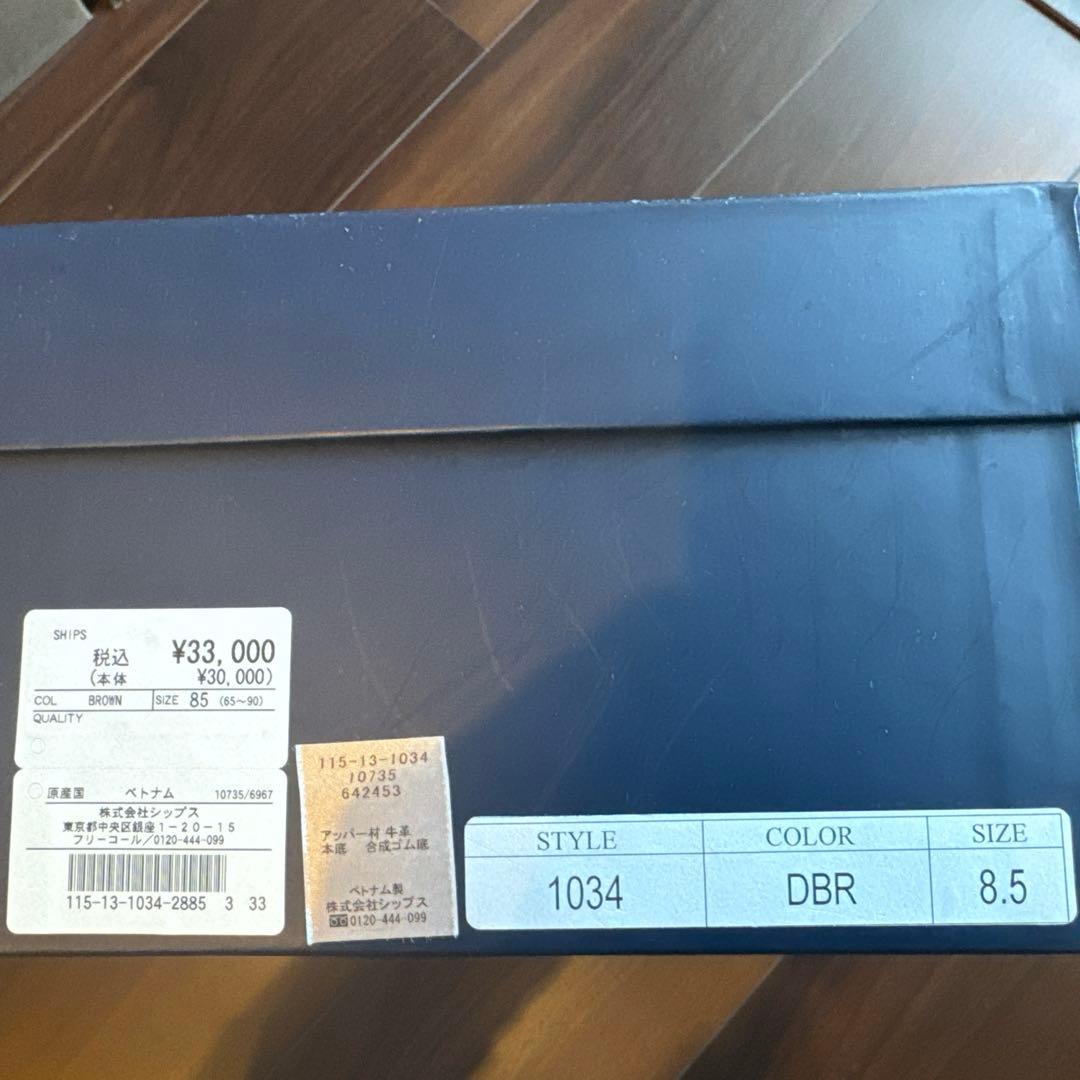 SHIPS
税込 ¥33,000
(本体 ¥30,000)
COL BROWN SIZE 85 (65〜90)
QUALITY
原産国 ベトナム 10735/6967
株式会社シップス
東京都中央区銀座1-20-15
フリーコール/0120-444-099
115-13-1034-2885 3 33
115-13-1034
10735
642453
アッパー材 牛革
本底 合成ゴム底
ベトナム製
株式会社シップス
0120-444-099
STYLE COLOR SIZE
1034 DBR 8.5